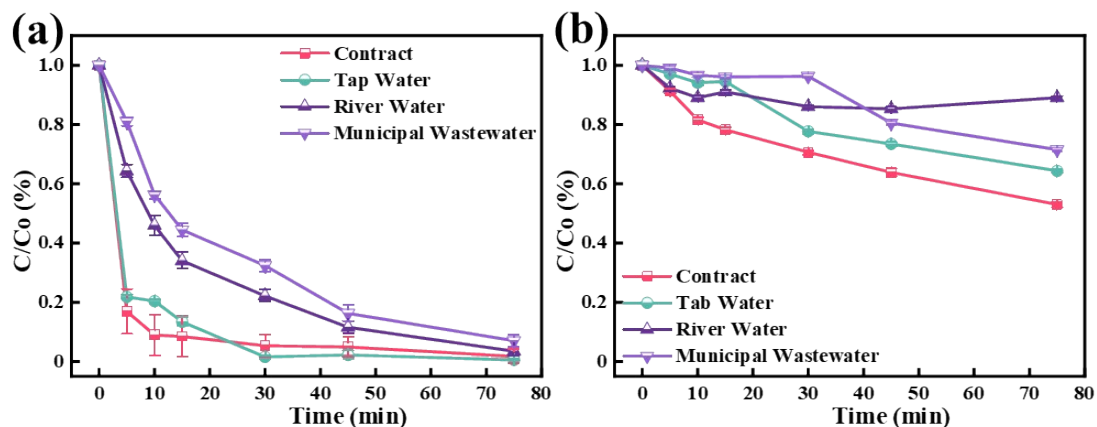 (a)
Contract
Tap Water
River Water
Municipal Wastewater
C/Co (%)
1.0
0.8
0.6
0.4
0.2
0
0 10 20 30 40 50 60 70 80
Time (min)
(b)
C/Co (%)
1.0
0.8
0.6
0.4
0.2
0
Contract
Tab Water
River Water
Municipal Wastewater
0 10 20 30 40 50 60 70 80
Time (min)